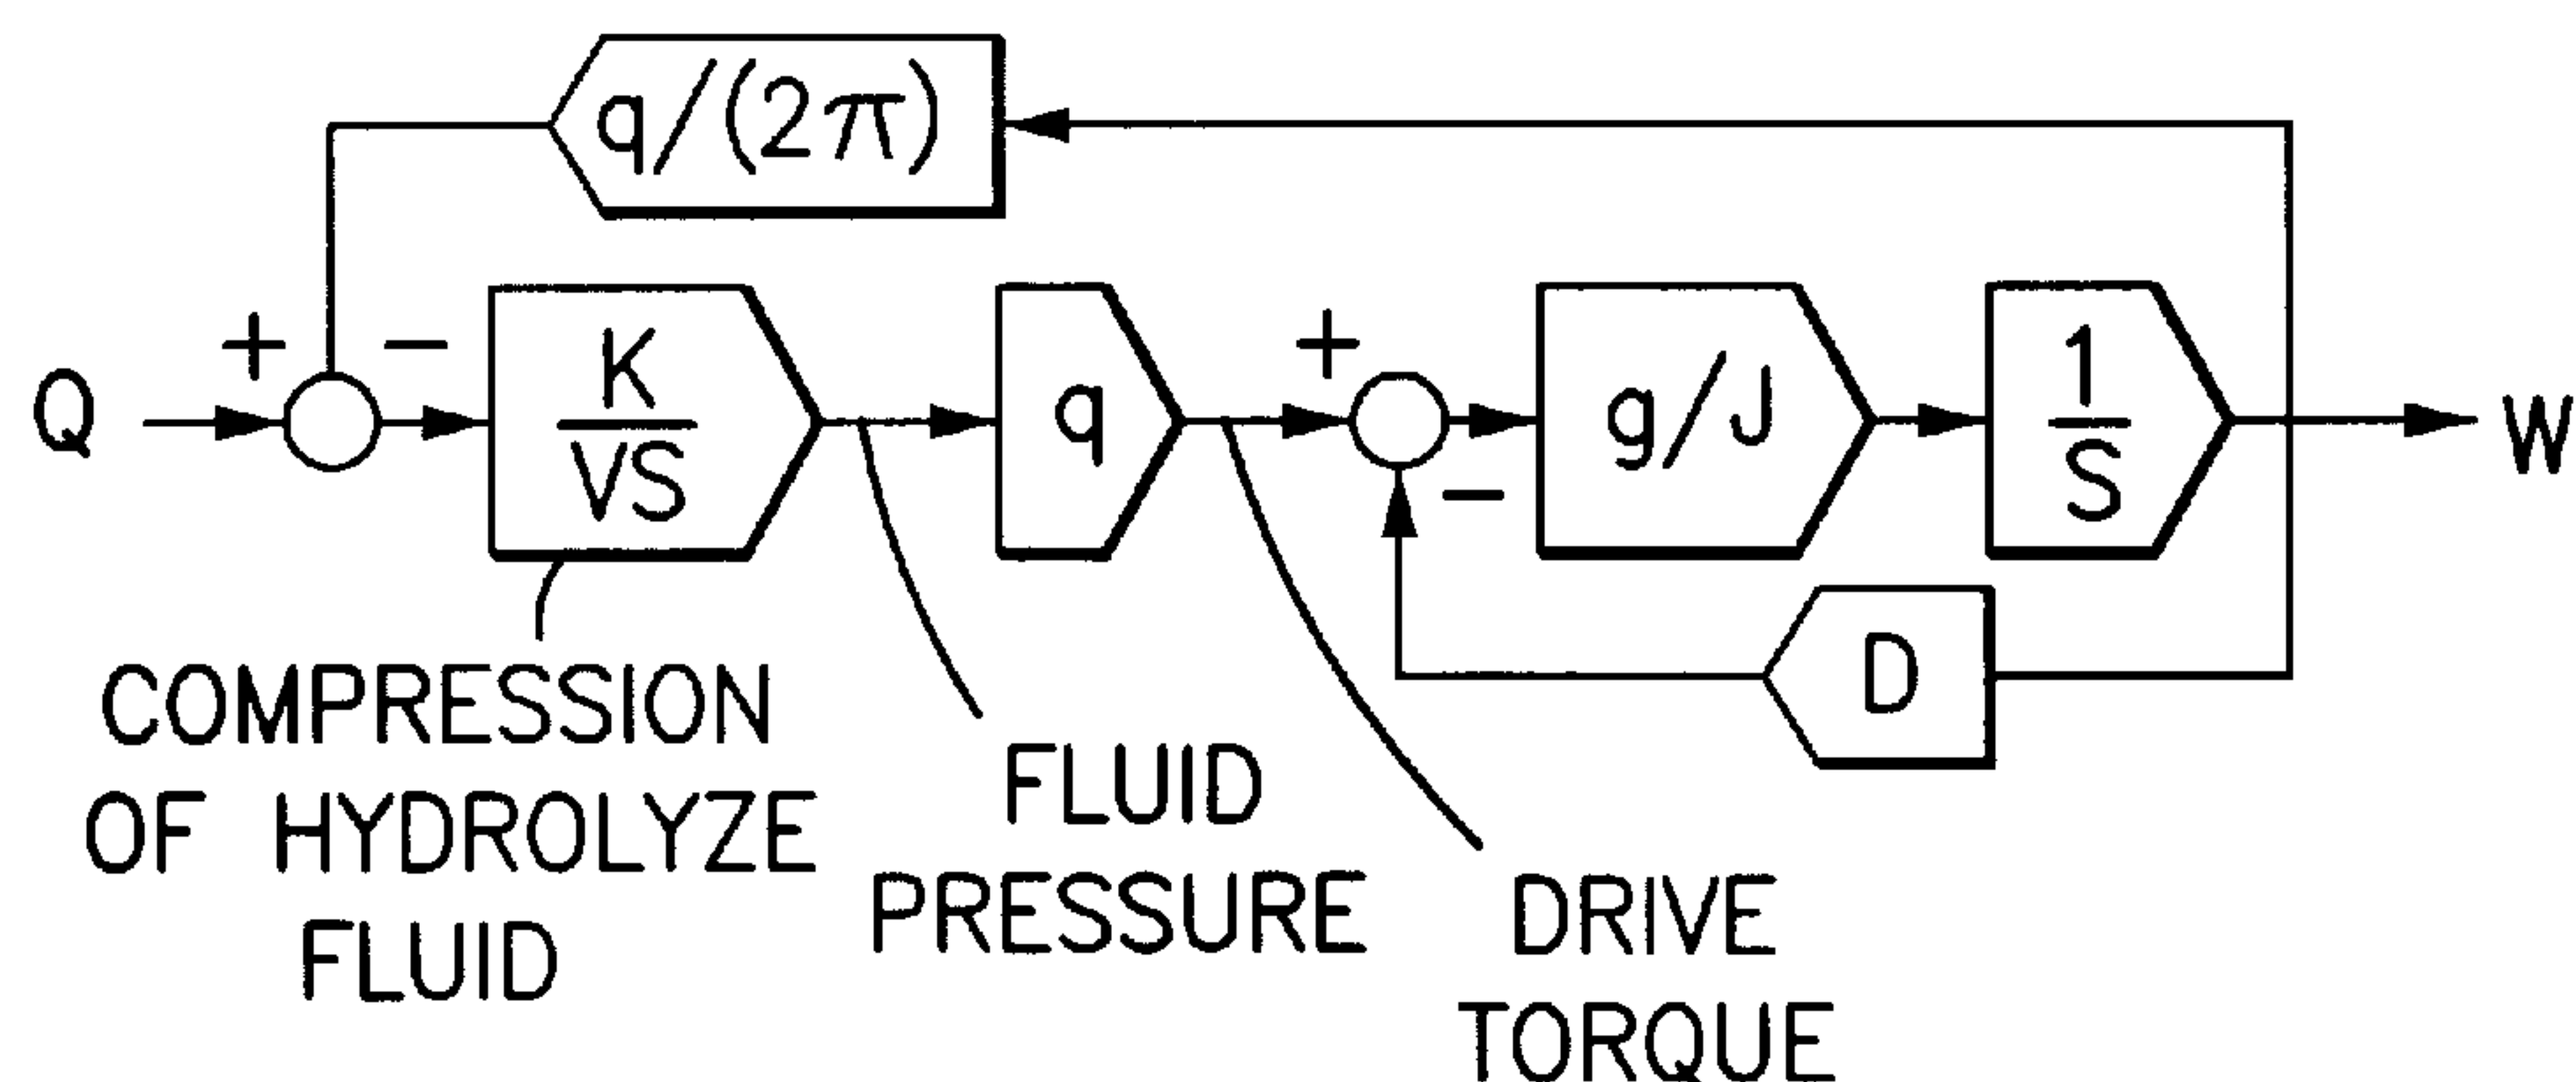 q/(2π)
Q
+
−
K
VS
q
+
−
g/J
1
S
W
D
COMPRESSION
OF HYDROLYZE
FLUID
FLUID
PRESSURE
DRIVE
TORQUE